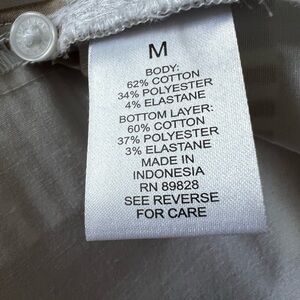 M
BODY:
62% COTTON
34% POLYESTER
4% ELASTANE
BOTTOM LAYER:
60% COTTON
37% POLYESTER
3% ELASTANE
MADE IN
INDONESIA
RN 89828
SEE REVERSE
FOR CARE